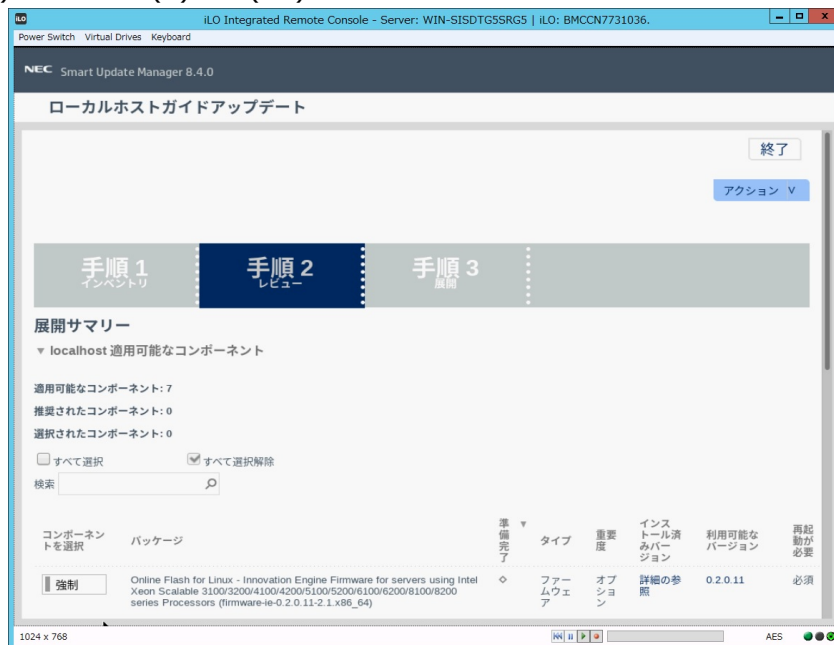 iLO Integrated Remote Console - Server: WIN-SISDTG5SRG5 | iLO: BMCCN7731036.
Power Switch Virtual Drives Keyboard
NEC Smart Update Manager 8.4.0
ローカルホストガイドアップデート
終了
アクション
手順 1
インベントリ
手順 2
レビュー
手順 3
展開
展開サマリー
▼ localhost 適用可能なコンポーネント
適用可能なコンポーネント: 7
推奨されたコンポーネント: 0
選択されたコンポーネント: 0
すべて選択 すべて選択解除
検索
コンポーネン
トを選択
パッケージ
準備完了
タイプ
重要
度
インス
トール済
みバー
ジョン
利用可能な
バージョン
再起
動が
必要
強制
Online Flash for Linux - Innovation Engine Firmware for servers using Intel
Xeon Scalable 3100/3200/4100/4200/5100/5200/6100/6200/8100/8200
series Processors (firmware-ie-0.2.0.11-2.1.x86_64)
ファー
ムウェ
ア
オプ
ショ
ン
詳細の参
照
0.2.0.11
必須
1024 x 768
AES